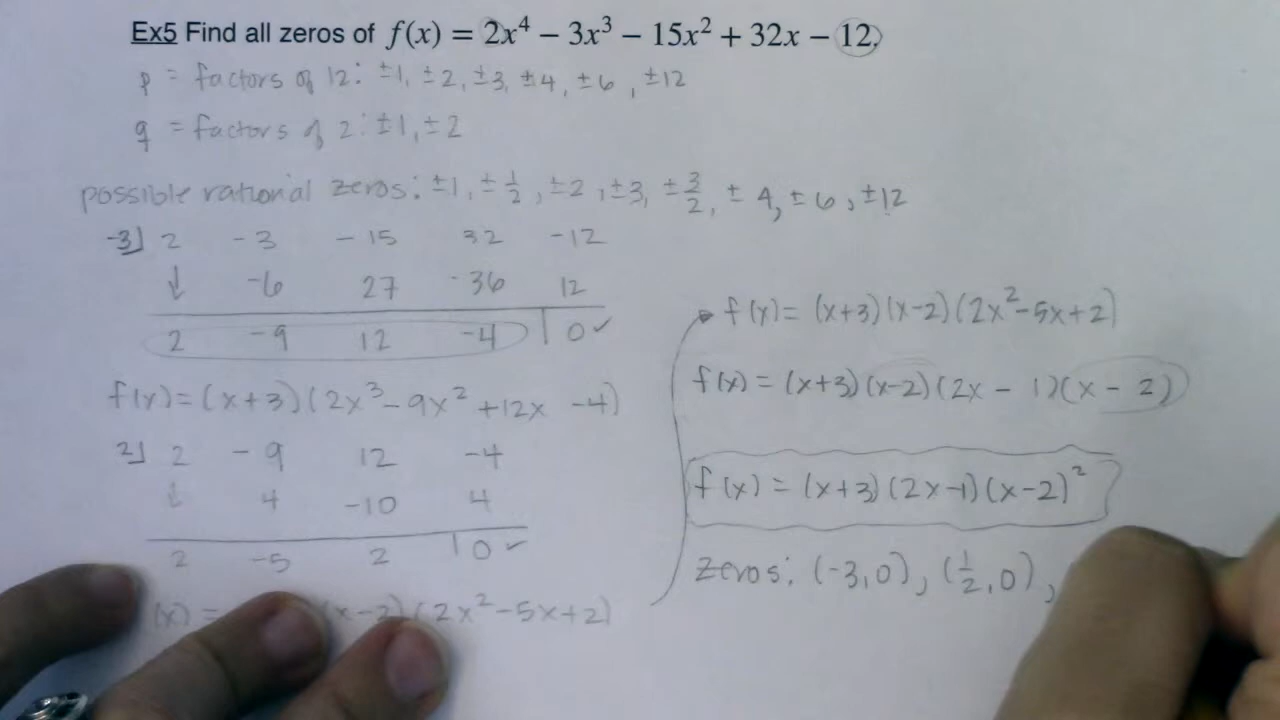 Ex5 Find all zeros of f(x) = 2x⁴ − 3x³ − 15x² + 32x − 12.
p = factors of 12: ±1, ±2, ±3, ±4, ±6, ±12
q = factors of 2: ±1, ±2
possible rational zeros: ±1, ±1/2, ±2, ±3, ±3/2, ±4, ±6, ±12
-3] 2 -3 -15 32 -12
↓ -6 27 -36 12
2 -9 12 -4 | 0 ✓
f(x) = (x+3)(2x³-9x²+12x-4)
2] 2 -9 12 -4
↓ 4 -10 4
2 -5 2 | 0 ✓
(x) = (x-2)(2x²-5x+2)
f(x) = (x+3)(x-2)(2x²-5x+2)
f(x) = (x+3)(x-2)(2x - 1)(x - 2)
f(x) = (x+3)(2x-1)(x-2)²
zeros: (-3,0), (1/2,0),